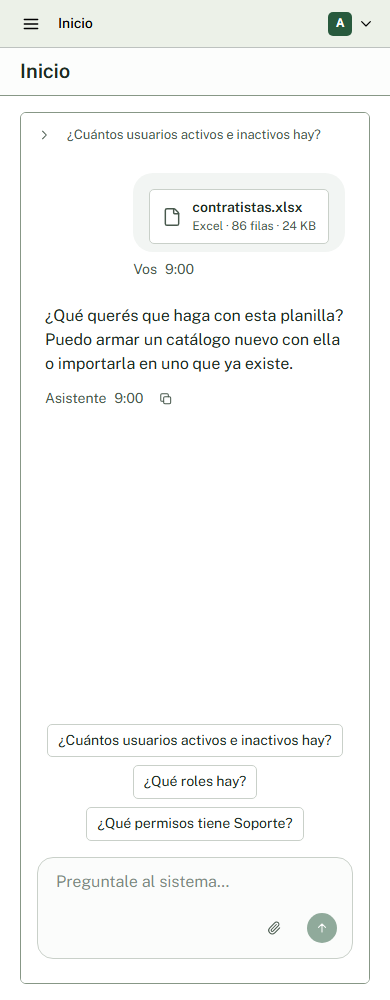 Inicio
A
Inicio
¿Cuántos usuarios activos e inactivos hay?
contratistas.xlsx
Excel · 86 filas · 24 KB
Vos 9:00
¿Qué querés que haga con esta planilla?
Puedo armar un catálogo nuevo con ella
o importarla en uno que ya existe.
Asistente 9:00
¿Cuántos usuarios activos e inactivos hay?
¿Qué roles hay?
¿Qué permisos tiene Soporte?
Preguntale al sistema...